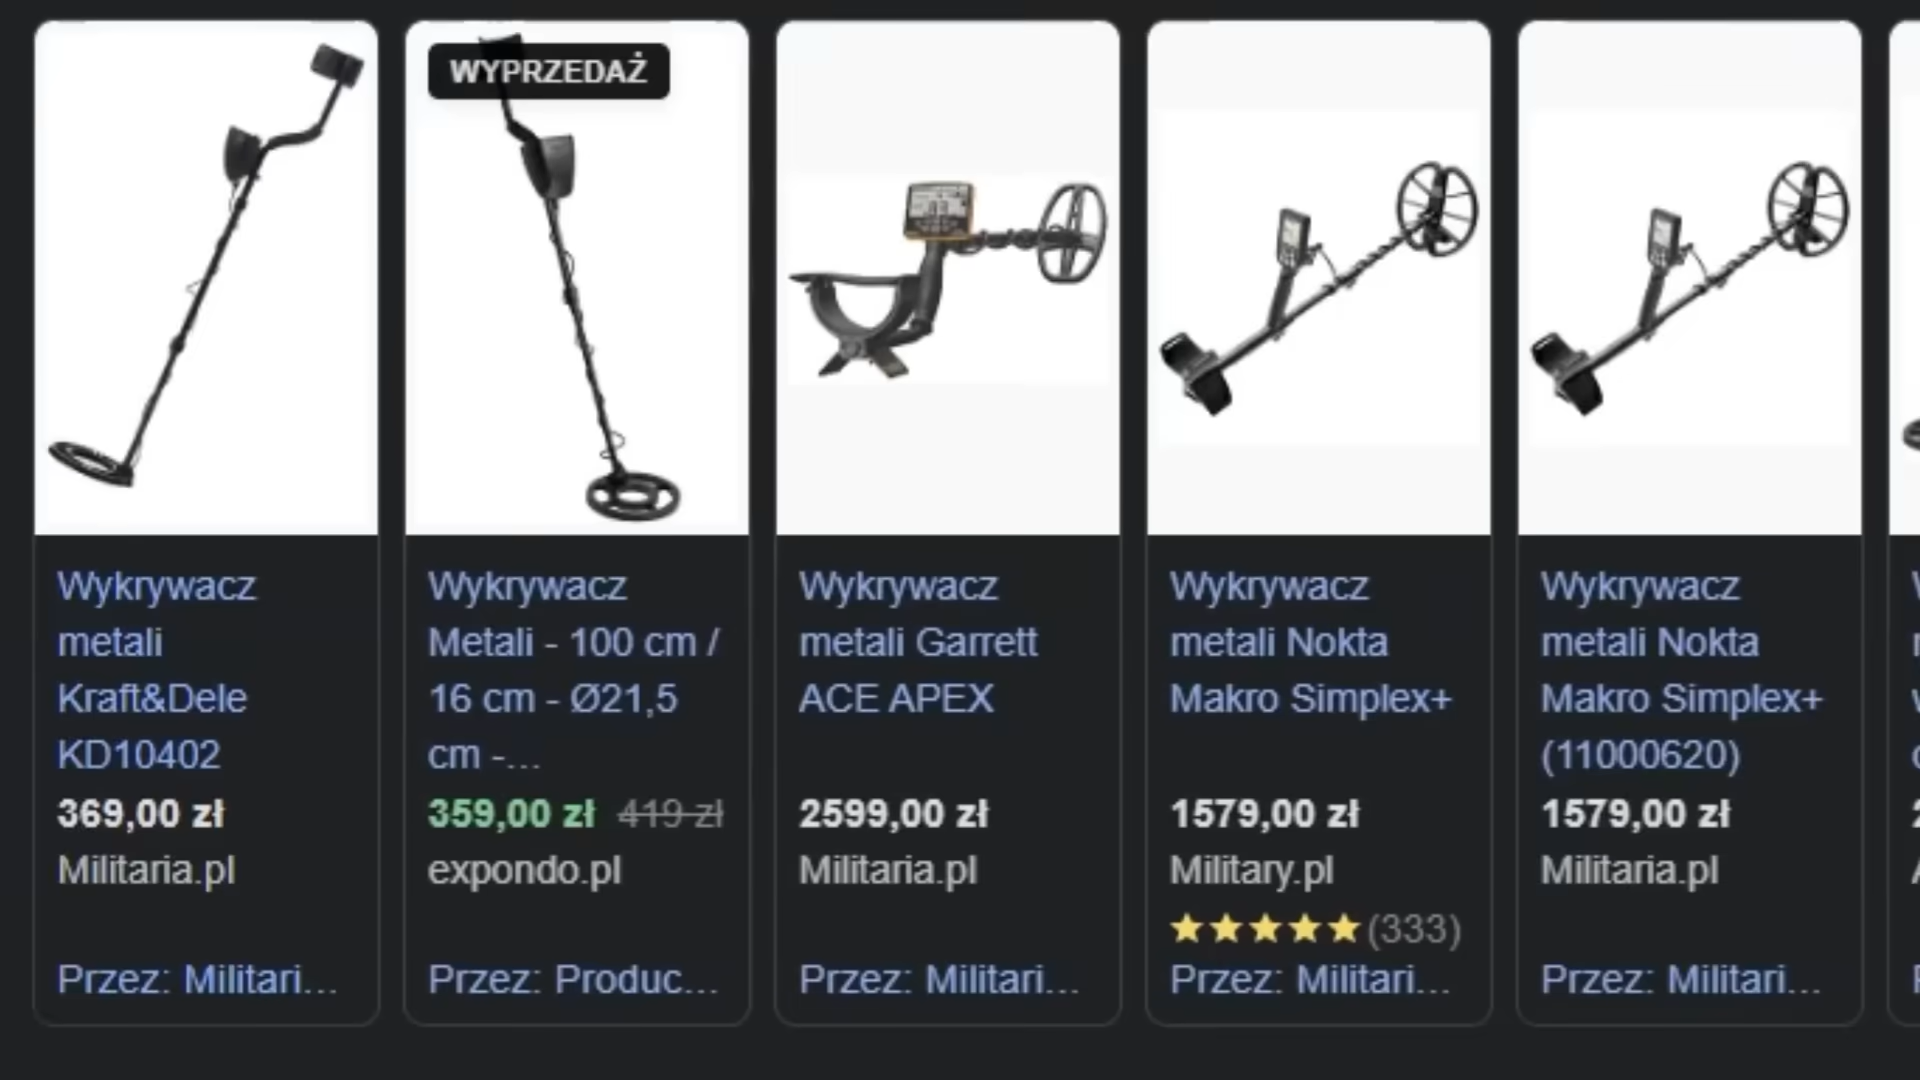 Wykrywacz
metali
Kraft&Dele
KD10402
369,00 zł
Militaria.pl
Przez: Militari...
WYPRZEDAŻ
Wykrywacz
Metali - 100 cm /
16 cm - Ø21,5
cm -...
359,00 zł 419 zł
expondo.pl
Przez: Produc...
Wykrywacz
metali Garrett
ACE APEX
2599,00 zł
Militaria.pl
Przez: Militari...
Wykrywacz
metali Nokta
Makro Simplex+
1579,00 zł
Military.pl
(333)
Przez: Militari...
Wykrywacz
metali Nokta
Makro Simplex+
(11000620)
1579,00 zł
Militaria.pl
Przez: Militari...